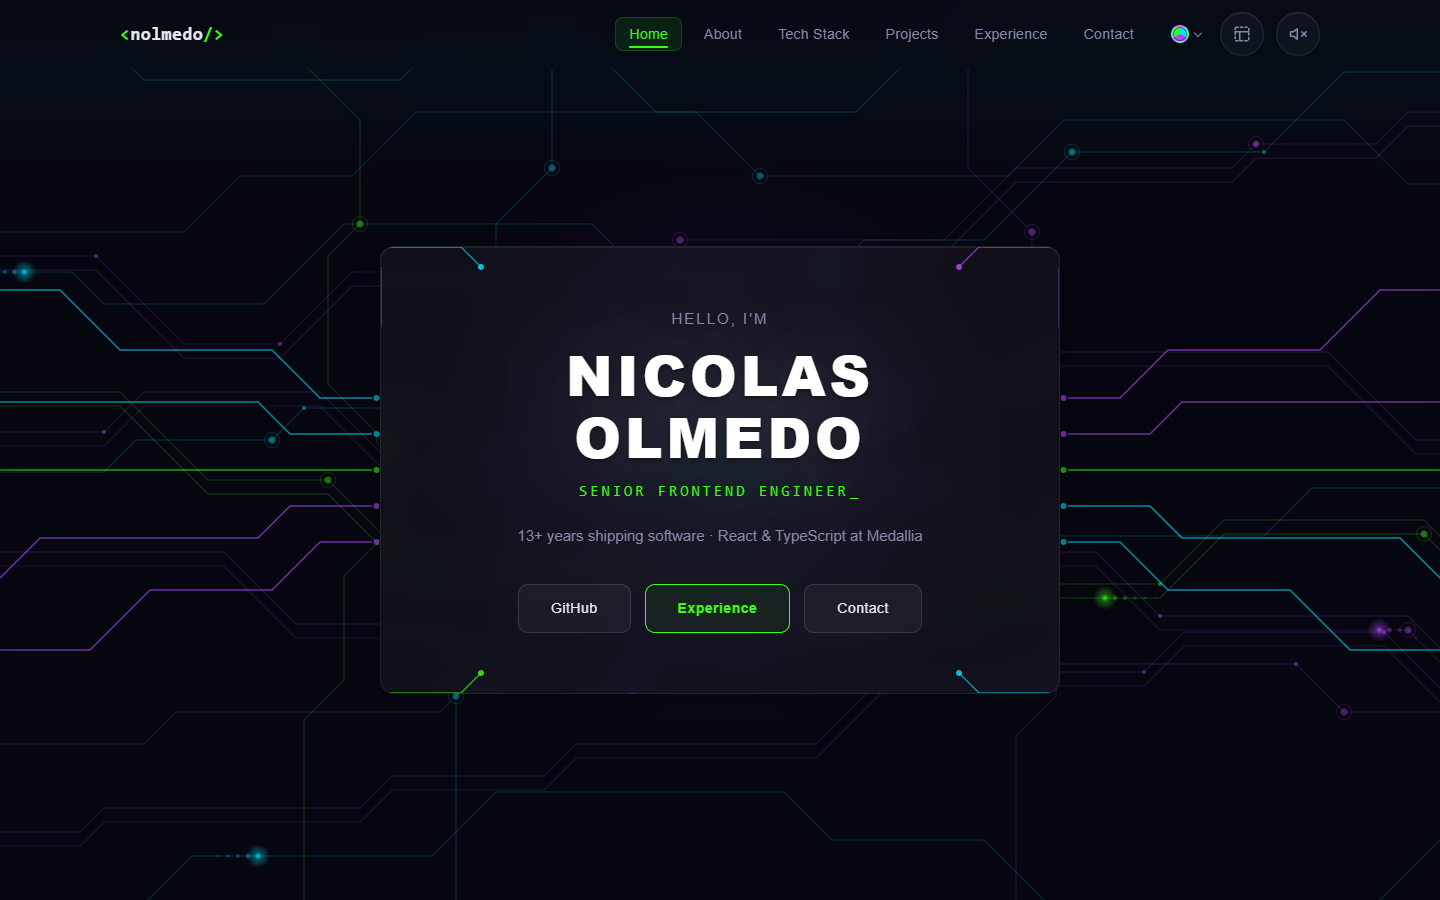 <nolmedo/>
Home About Tech Stack Projects Experience Contact
HELLO, I'M
NICOLAS
OLMEDO
SENIOR FRONTEND ENGINEER_
13+ years shipping software · React & TypeScript at Medallia
GitHub Experience Contact